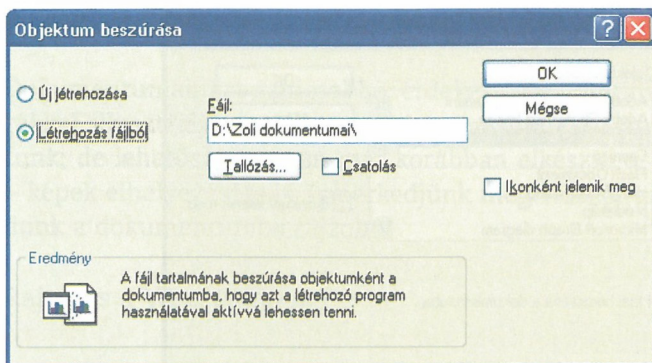 Objektum beszúrása
Új létrehozása
Létrehozás fájlból
Fájl:
D:\Zoli dokumentumai\
Tallózás...
Csatolás
OK
Mégse
Ikonként jelenik meg
Eredmény
A fájl tartalmának beszúrása objektumként a
dokumentumba, hogy azt a létrehozó program
használatával aktívvá lehessen tenni.